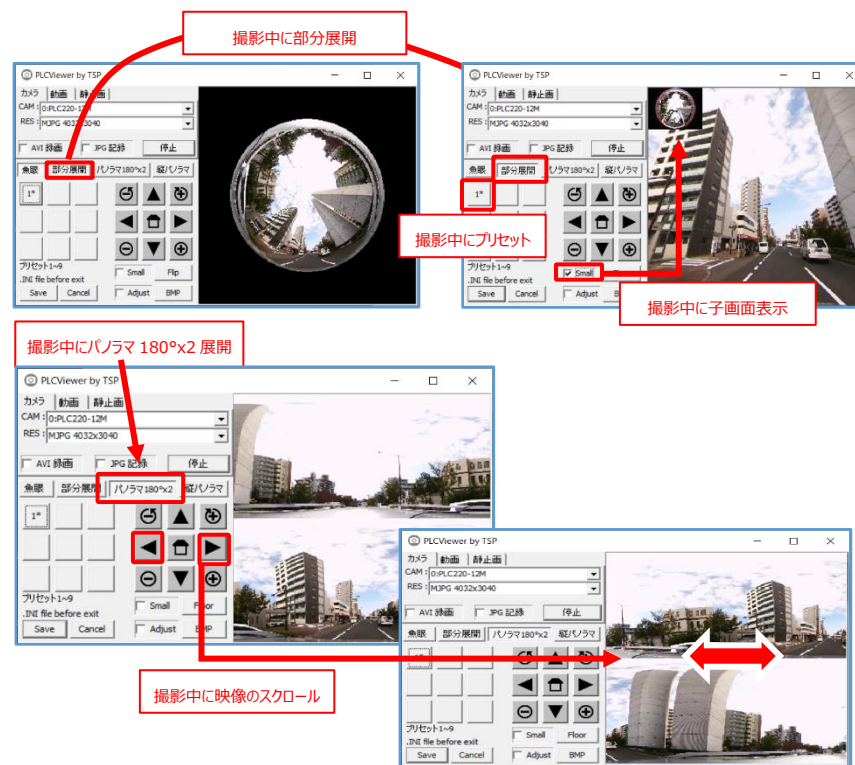 撮影中に部分展開
PLCViewer by TSP
カメラ 動画 静止画
CAM : 0:PLC220-12M
RES : MJPG 4032x3040
AVI 録画 JPG 記録 停止
魚眼 部分展開 パノラマ180°x2 縦パノラマ
1*
プリセット1~9
.INI file before exit
Small Flip
Save Cancel Adjust BMP
PLCViewer by TSP
カメラ 動画 静止画
CAM : 0:PLC220-12M
RES : MJPG 4032x3040
AVI 録画 JPG 記録 停止
魚眼 部分展開 パノラマ180°x2 縦パノラマ
1*
撮影中にプリセット
プリセット1~9
.INI file before exit
Small
Save Cancel Adjust
撮影中に子画面表示
撮影中にパノラマ 180°x2 展開
PLCViewer by TSP
カメラ 動画 静止画
CAM : 0:PLC220-12M
RES : MJPG 4032x3040
AVI 録画 JPG 記録 停止
魚眼 部分展開 パノラマ180°x2 縦パノラマ
1*
プリセット1~9
.INI file before exit
Small Floor
Save Cancel Adjust BMP
撮影中に映像のスクロール
PLCViewer by TSP
カメラ 動画 静止画
CAM : 0:PLC220-12M
RES : MJPG 4032x3040
AVI 録画 JPG 記録 停止
魚眼 部分展開 パノラマ180°x2 縦パノラマ
プリセット1~9
.INI file before exit
Small Floor
Save Cancel Adjust BMP